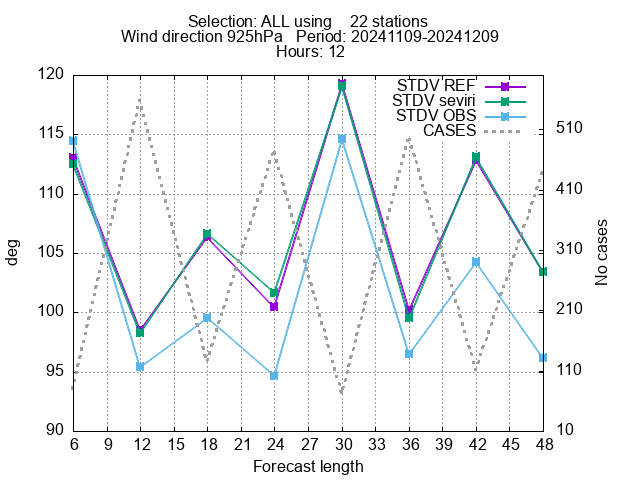 Selection: ALL using    22 stations
Wind direction 925hPa   Period: 20241109-20241209
Hours: 12
STDV REF
STDV seviri
STDV OBS
CASES
120
115
110
105
100
95
90
deg
510
410
310
210
110
10
No cases
6 9 12 15 18 21 24 27 30 33 36 39 42 45 48
Forecast length